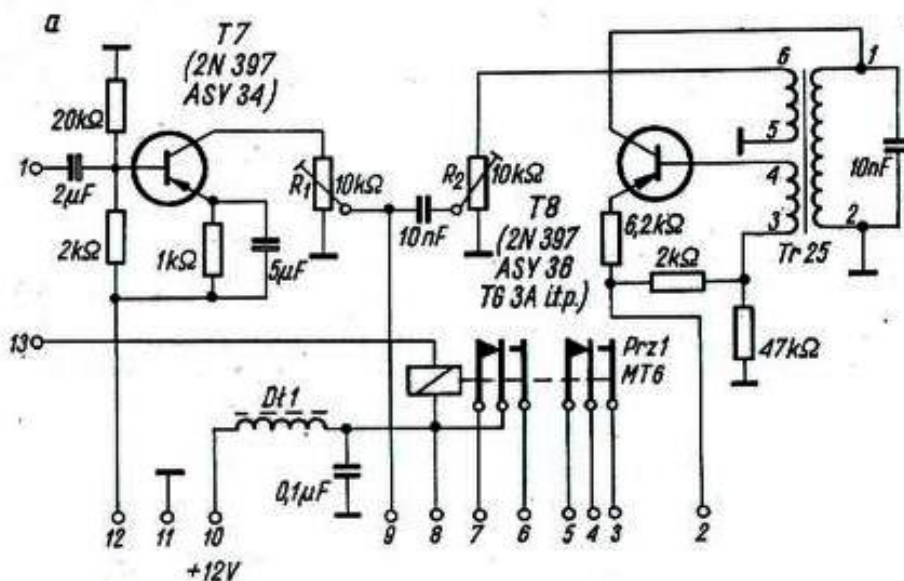 a
T7
(2N 397
ASY 34)
20kΩ
1
2μF
2kΩ
1kΩ
5μF
R1
10kΩ
10nF
R2
10kΩ
T8
(2N 397
ASY 38
TG 3A itp.)
6
5
4
3
1
2
10nF
Tr 25
6,2kΩ
2kΩ
47kΩ
13
Prz1
MT6
Dł1
0,1μF
12
11
10
9
8
7
6
5
4
3
2
+12V